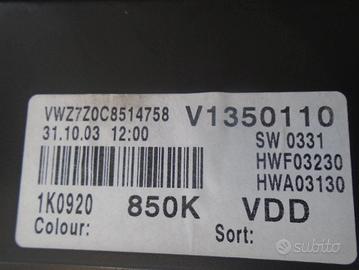 VWZ7Z0C8514758 V1350110
31.10.03 12:00 SW 0331
HWF03230
HWA03130
1K0920 850K VDD
Colour: Sort:
subito